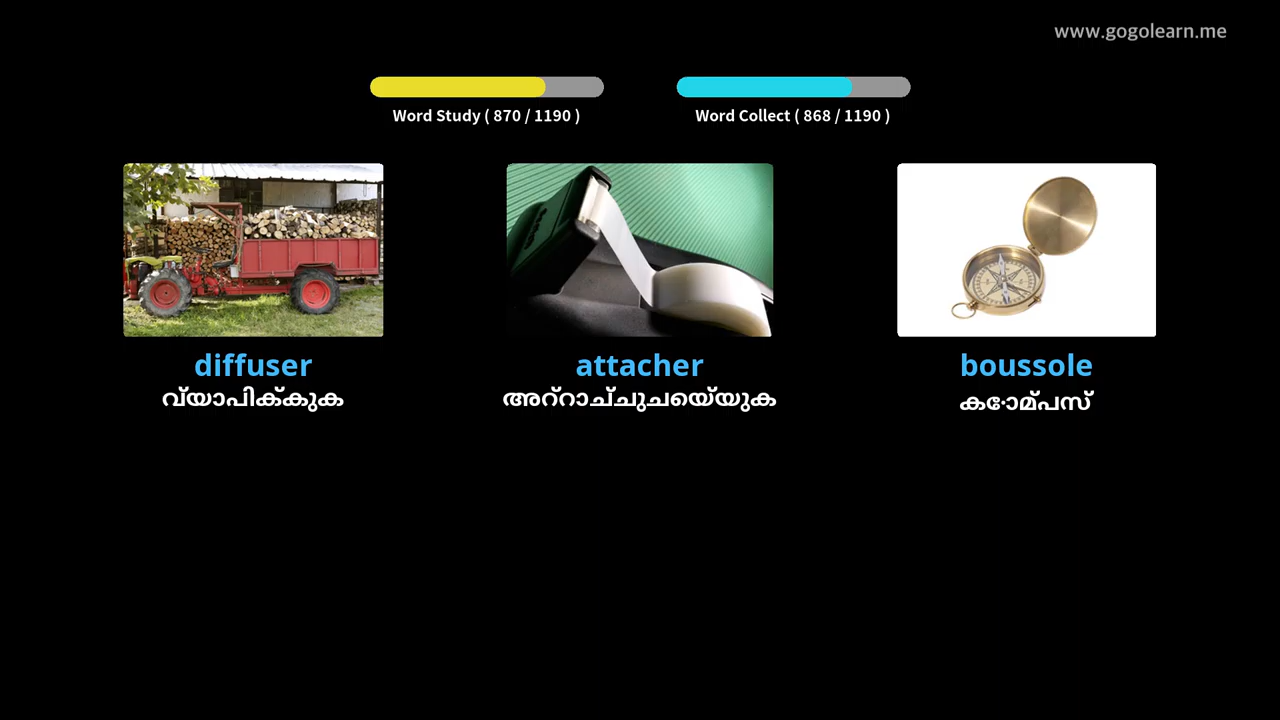 www.gogolearn.me
Word Study ( 870 / 1190 )
Word Collect ( 868 / 1190 )
diffuser
attacher
boussole
വ്യാപിക്കുക
അറ്റാച്ചുചെയ്യുക
കോമ്പസ്